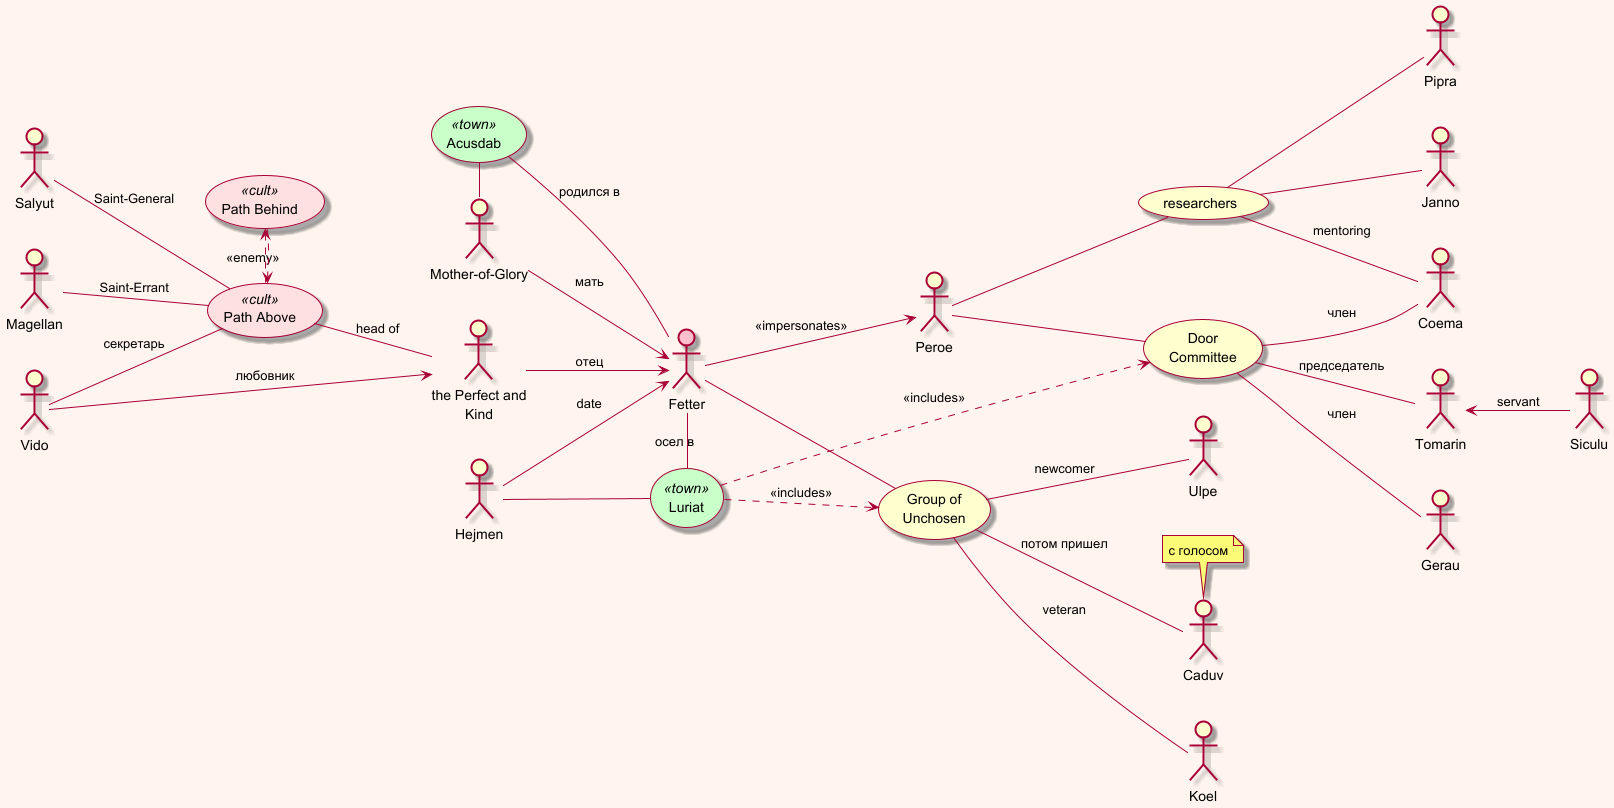 Pipra
«town»
Acusdab
Salyut
Saint-General
«cult»
Path Behind
родился в
researchers
Janno
mentoring
Mother-of-Glory
мать
«enemy»
Magellan
Saint-Errant
«cult»
Path Above
head of
секретарь
любовник
Vido
the Perfect and
Kind
отец
date
Fetter
«impersonates»
Peroe
Door
Committee
член
Coema
председатель
Tomarin
servant
Siculu
член
«includes»
осел в
Hejmen
«town»
Luriat
«includes»
Group of
Unchosen
newcomer
Ulpe
потом пришел
с голосом
Gerau
veteran
Caduv
Koel